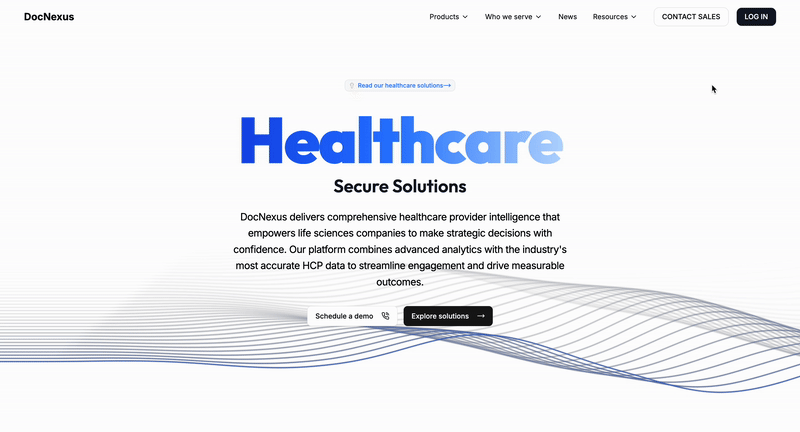 DocNexus
Products
Who we serve
News
Resources
CONTACT SALES
LOG IN
Read our healthcare solutions→
Healthcare
Secure Solutions
DocNexus delivers comprehensive healthcare provider intelligence that
empowers life sciences companies to make strategic decisions with
confidence. Our platform combines advanced analytics with the industry's
most accurate HCP data to streamline engagement and drive measurable
outcomes.
Schedule a demo
Explore solutions →